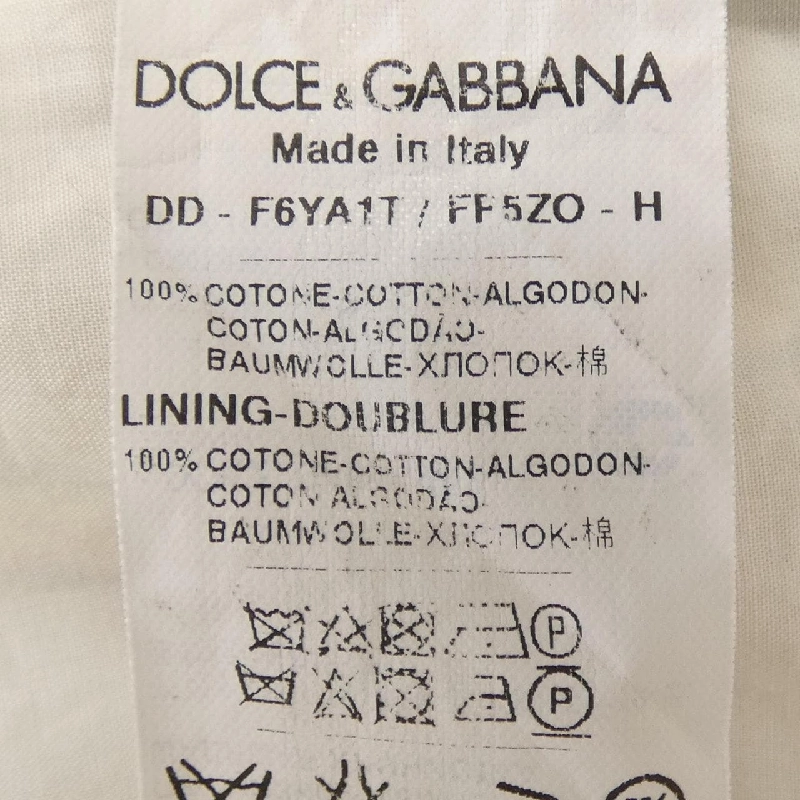 DOLCE & GABBANA
Made in Italy
DD - F6YA1T / FF5ZO - H
100% COTONE-COTTON-ALGODON-
COTON-ALGODÃO-
BAUMWOLLE-ХЛОПОК-棉
LINING-DOUBLURE
100% COTONE-COTTON-ALGODON-
COTON ALGODÃO-
BAUMWOLLE-ХЛОПОК-棉
P
P